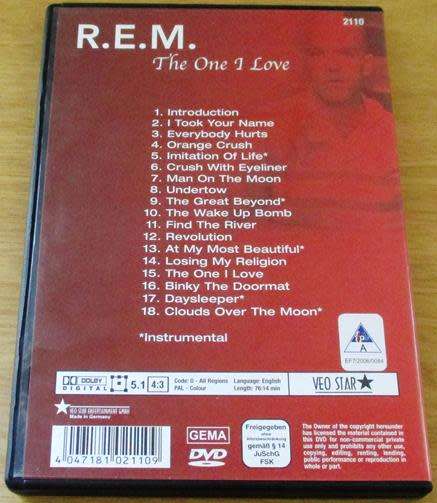 R.E.M.
2110
The One I Love
1. Introduction
2. I Took Your Name
3. Everybody Hurts
4. Orange Crush
5. Imitation Of Life*
6. Crush With Eyeliner
7. Man On The Moon
8. Undertow
9. The Great Beyond*
10. The Wake Up Bomb
11. Find The River
12. Revolution
13. At My Most Beautiful*
14. Losing My Religion
15. The One I Love
16. Binky The Doormat
17. Daysleeper*
18. Clouds Over The Moon*
*Instrumental
A
DOLBY
DIGITAL
5.1
4:3
Code: 0 - All Regions
PAL - Colour
Language: English
Length: 76:14 min
VEO STAR
VEO STAR ENTERTAINMENT GMBH
Made in Germany
4 047181 021109
GEMA
DVD
Freigegeben
ohne
Altersbeschränkung
gemäß § 14
JuSchG
FSK
The Owner of the copyright hereunder
has licensed the material contained in
this DVD for non-commercial private
use only and prohibits any other use,
copying, editing, renting, lending,
public performance or reproduction in
whole or part.